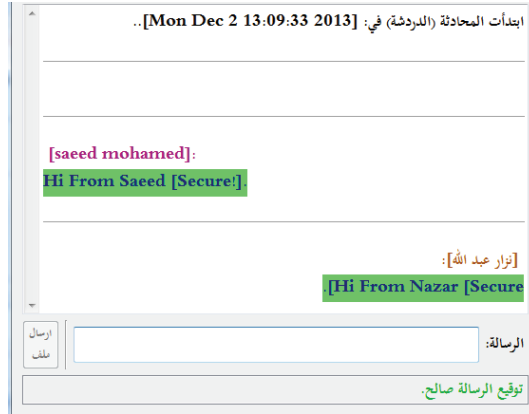 ابتدأت المحادثة (الدردشة) في: [Mon Dec 2 13:09:33 2013]..
[saeed mohamed]:
Hi From Saeed [Secure!].
[نزار عبد الله]:
.[Hi From Nazar [Secure
الرسالة:
ارسال
ملف
توقيع الرسالة صالح.